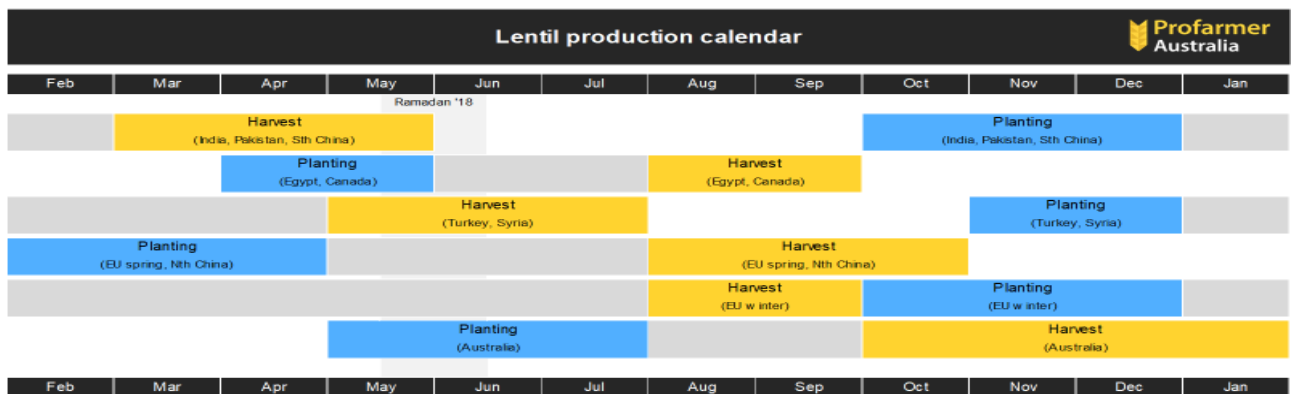 Lentil production calendar
Profarmer
Australia
Feb Mar Apr May Jun Jul Aug Sep Oct Nov Dec Jan
Ramadan '18
Harvest Planting
(India, Pakistan, Sth China) (India, Pakistan, Sth China)
Planting Harvest
(Egypt, Canada) (Egypt, Canada)
Harvest Planting
(Turkey, Syria) (Turkey, Syria)
Planting Harvest
(EU spring, Nth China) (EU spring, Nth China)
Harvest Planting
(EU winter) (EU winter)
Planting Harvest
(Australia) (Australia)
Feb Mar Apr May Jun Jul Aug Sep Oct Nov Dec Jan